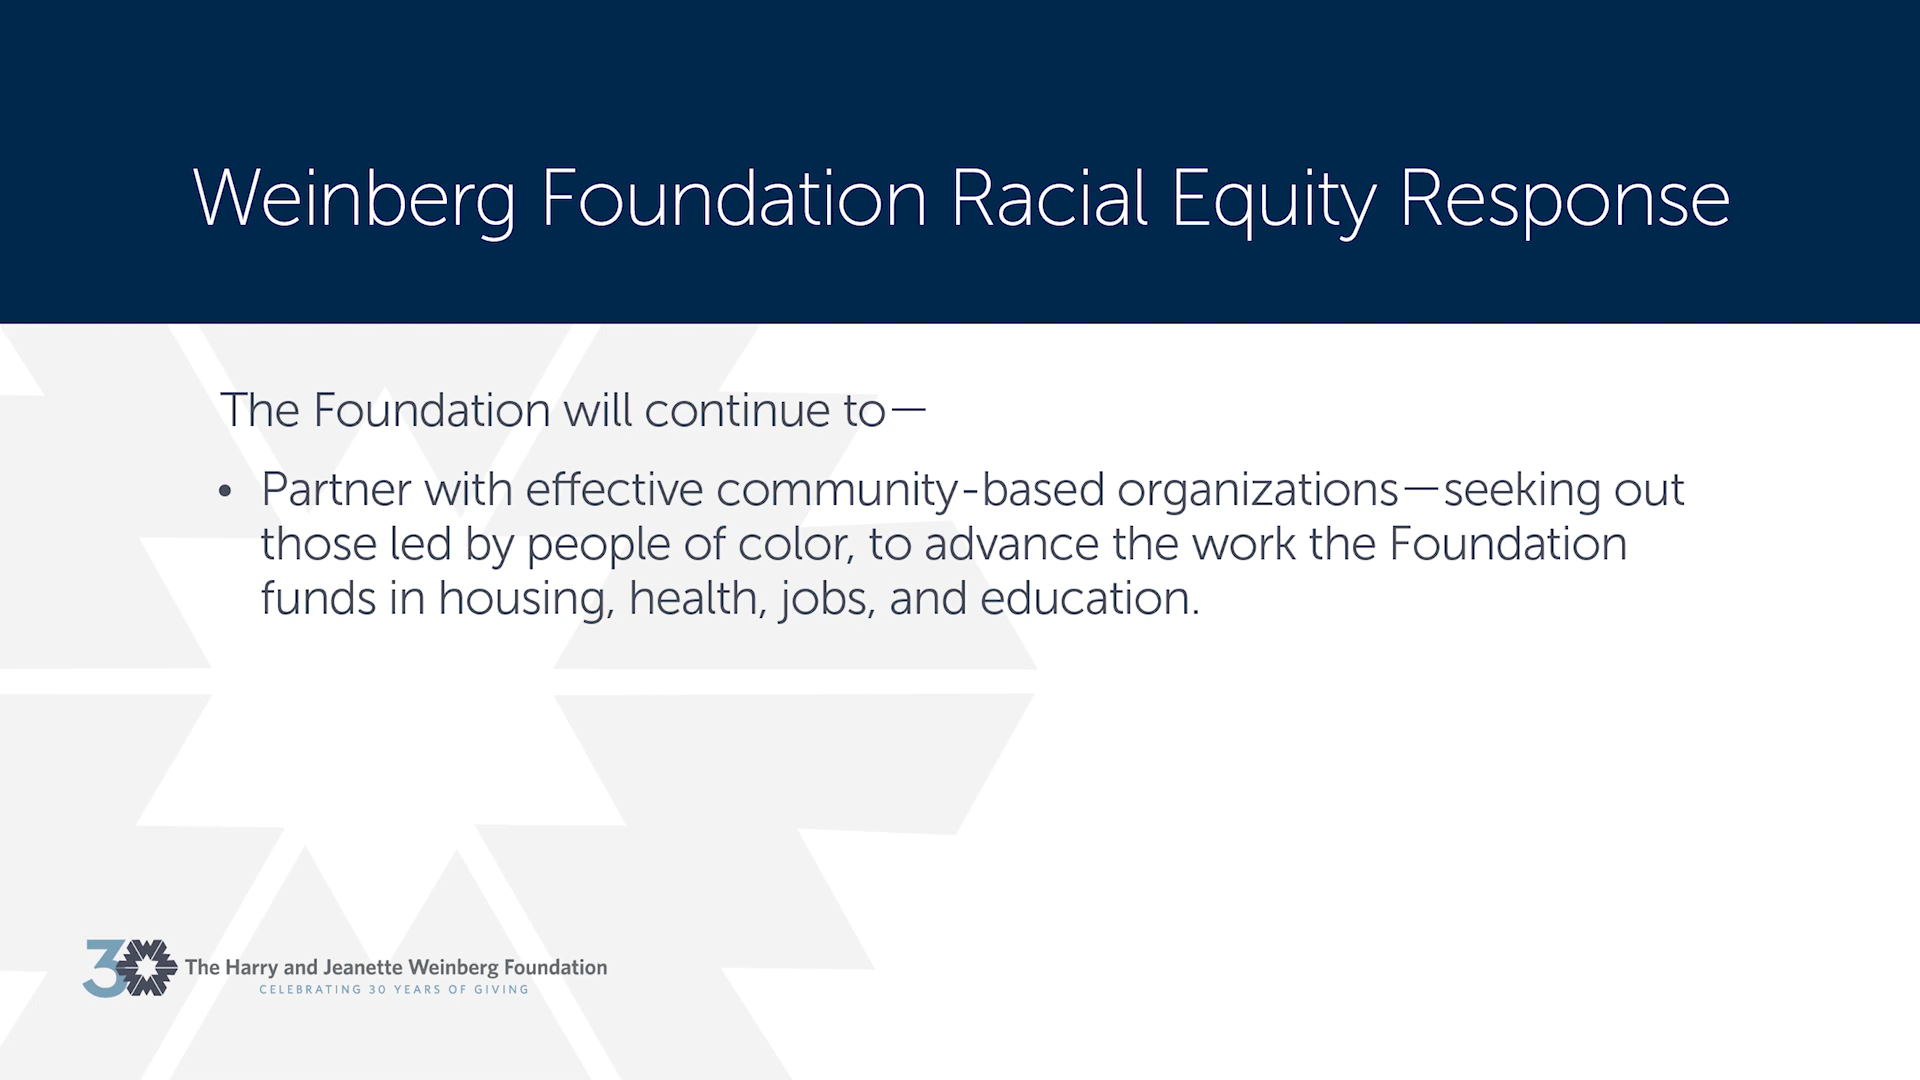 Weinberg Foundation Racial Equity Response
The Foundation will continue to—
• Partner with effective community-based organizations—seeking out
those led by people of color, to advance the work the Foundation
funds in housing, health, jobs, and education.
30 The Harry and Jeanette Weinberg Foundation
CELEBRATING 30 YEARS OF GIVING